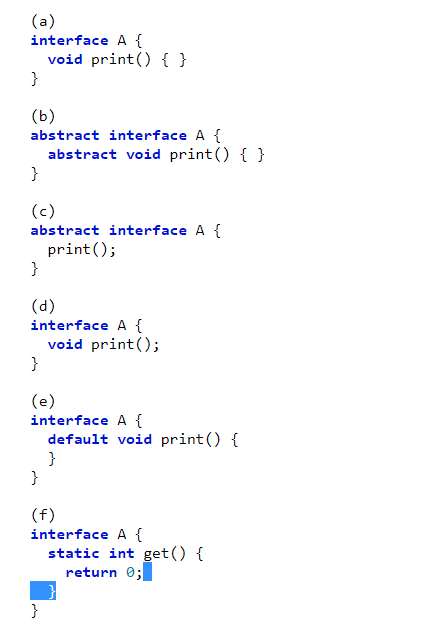 (a)
interface A {
  void print() { }
}
(b)
abstract interface A {
  abstract void print() { }
}
(c)
abstract interface A {
  print();
}
(d)
interface A {
  void print();
}
(e)
interface A {
  default void print() {
  }
}
(f)
interface A {
  static int get() {
    return 0;
  }
}